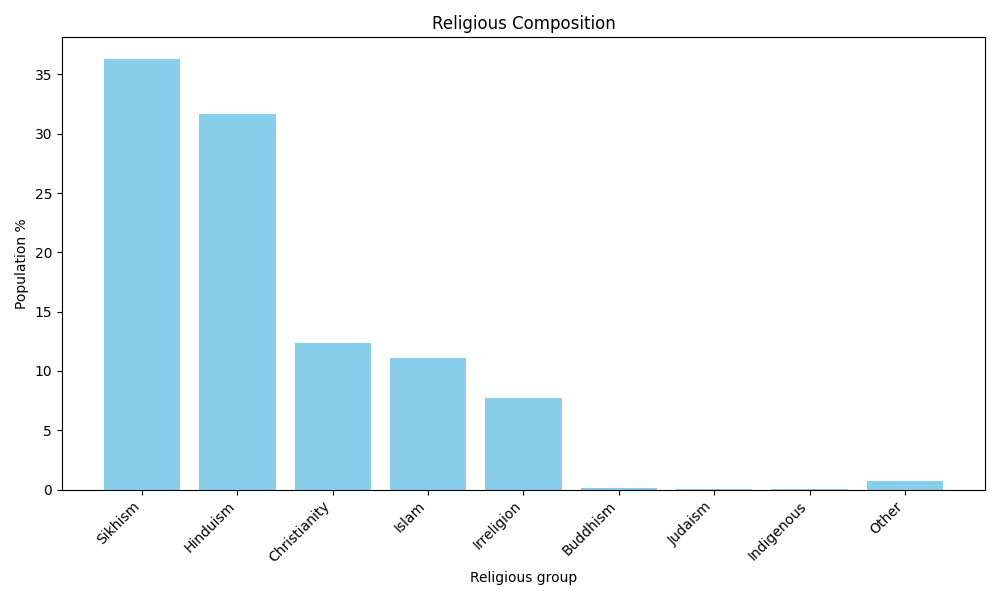 Religious Composition
Population %
35
30
25
20
15
10
5
0
Sikhism
Hinduism
Christianity
Islam
Irreligion
Buddhism
Judaism
Indigenous
Other
Religious group